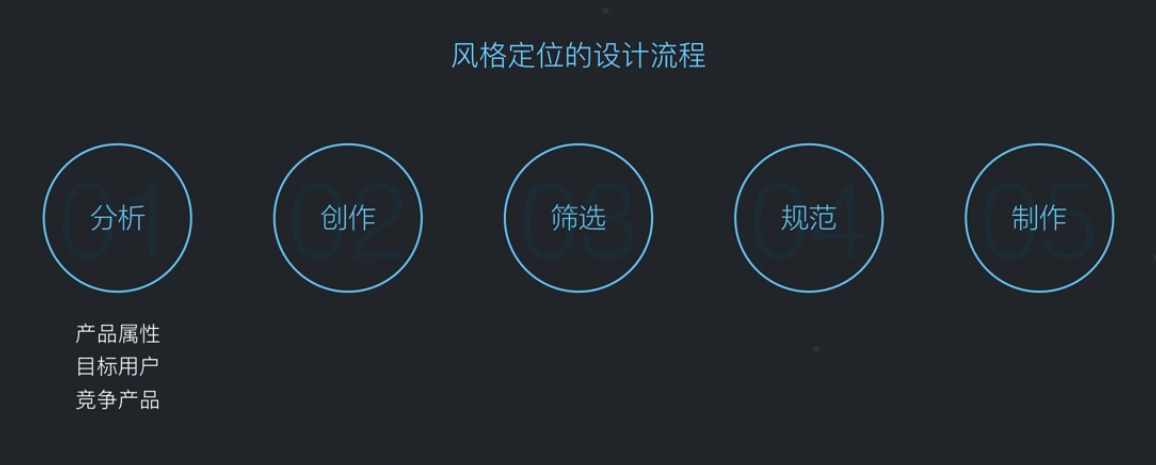 风格定位的设计流程
01
分析
02
创作
03
筛选
04
规范
05
制作
产品属性
目标用户
竞争产品